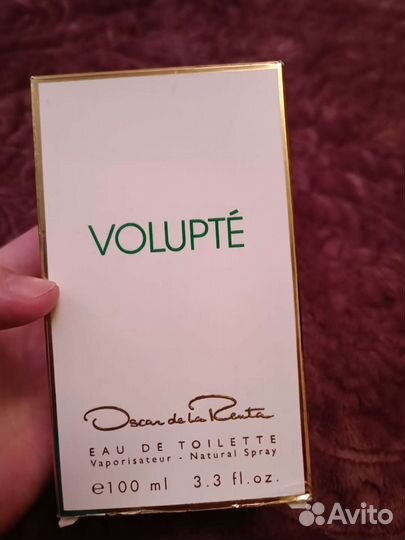 VOLUPTÉ
Oscar de la Renta
EAU DE TOILETTE
Vaporisateur - Natural Spray
e100 ml 3.3 fl.oz.
Avito